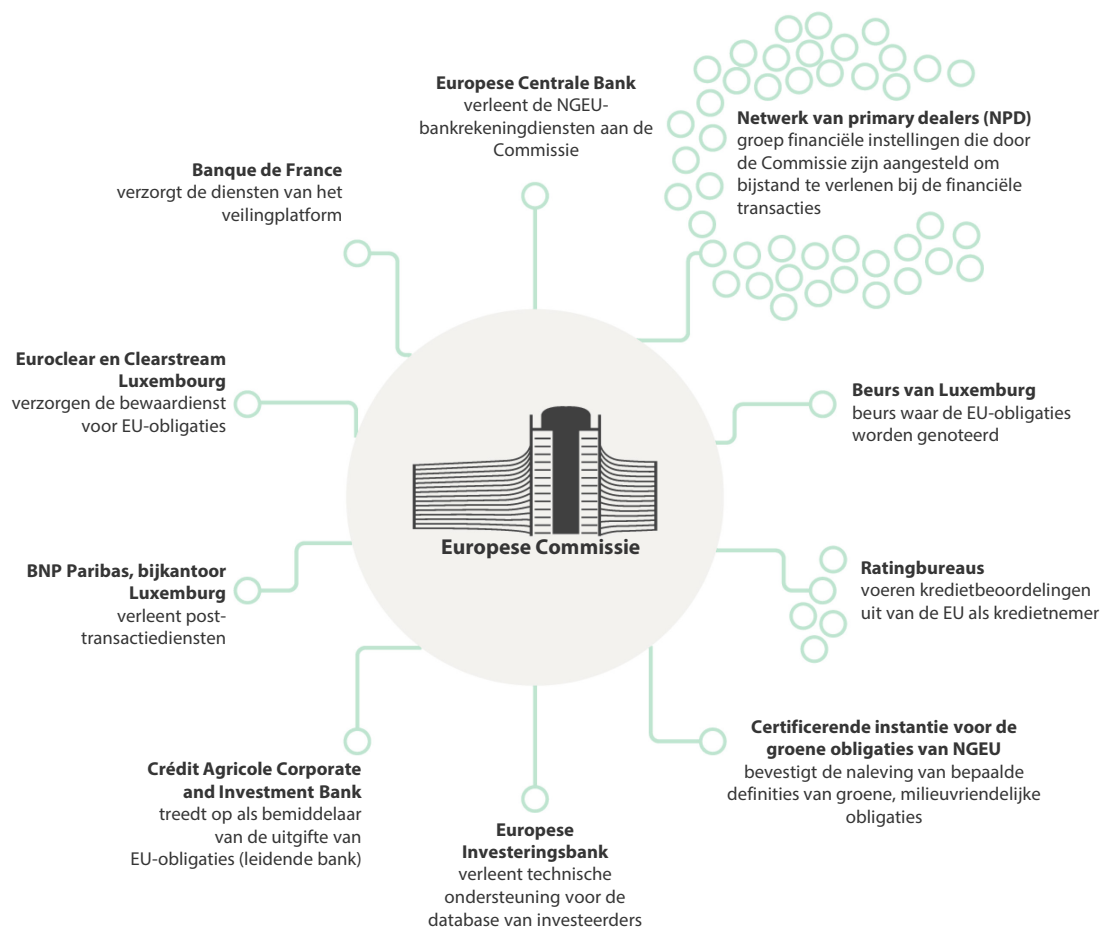 Europese Centrale Bank
verleent de NGEU-
bankrekeningdiensten aan de
Commissie
Netwerk van primary dealers (NPD)
groep financiële instellingen die door
de Commissie zijn aangesteld om
bijstand te verlenen bij de financiële
transacties
Banque de France
verzorgt de diensten van het
veilingplatform
Euroclear en Clearstream
Luxembourg
verzorgen de bewaardienst
voor EU-obligaties
Beurs van Luxemburg
beurs waar de EU-obligaties
worden genoteerd
Europese Commissie
BNP Paribas, bijkantoor
Luxemburg
verleent post-
transactiediensten
Ratingbureaus
voeren kredietbeoordelingen
uit van de EU als kredietnemer
Crédit Agricole Corporate
and Investment Bank
treedt op als bemiddelaar
van de uitgifte van
EU-obligaties (leidende bank)
Europese
Investeringsbank
verleent technische
ondersteuning voor de
database van investeerders
Certificerende instantie voor de
groene obligaties van NGEU
bevestigt de naleving van bepaalde
definities van groene, milieuvriendelijke
obligaties